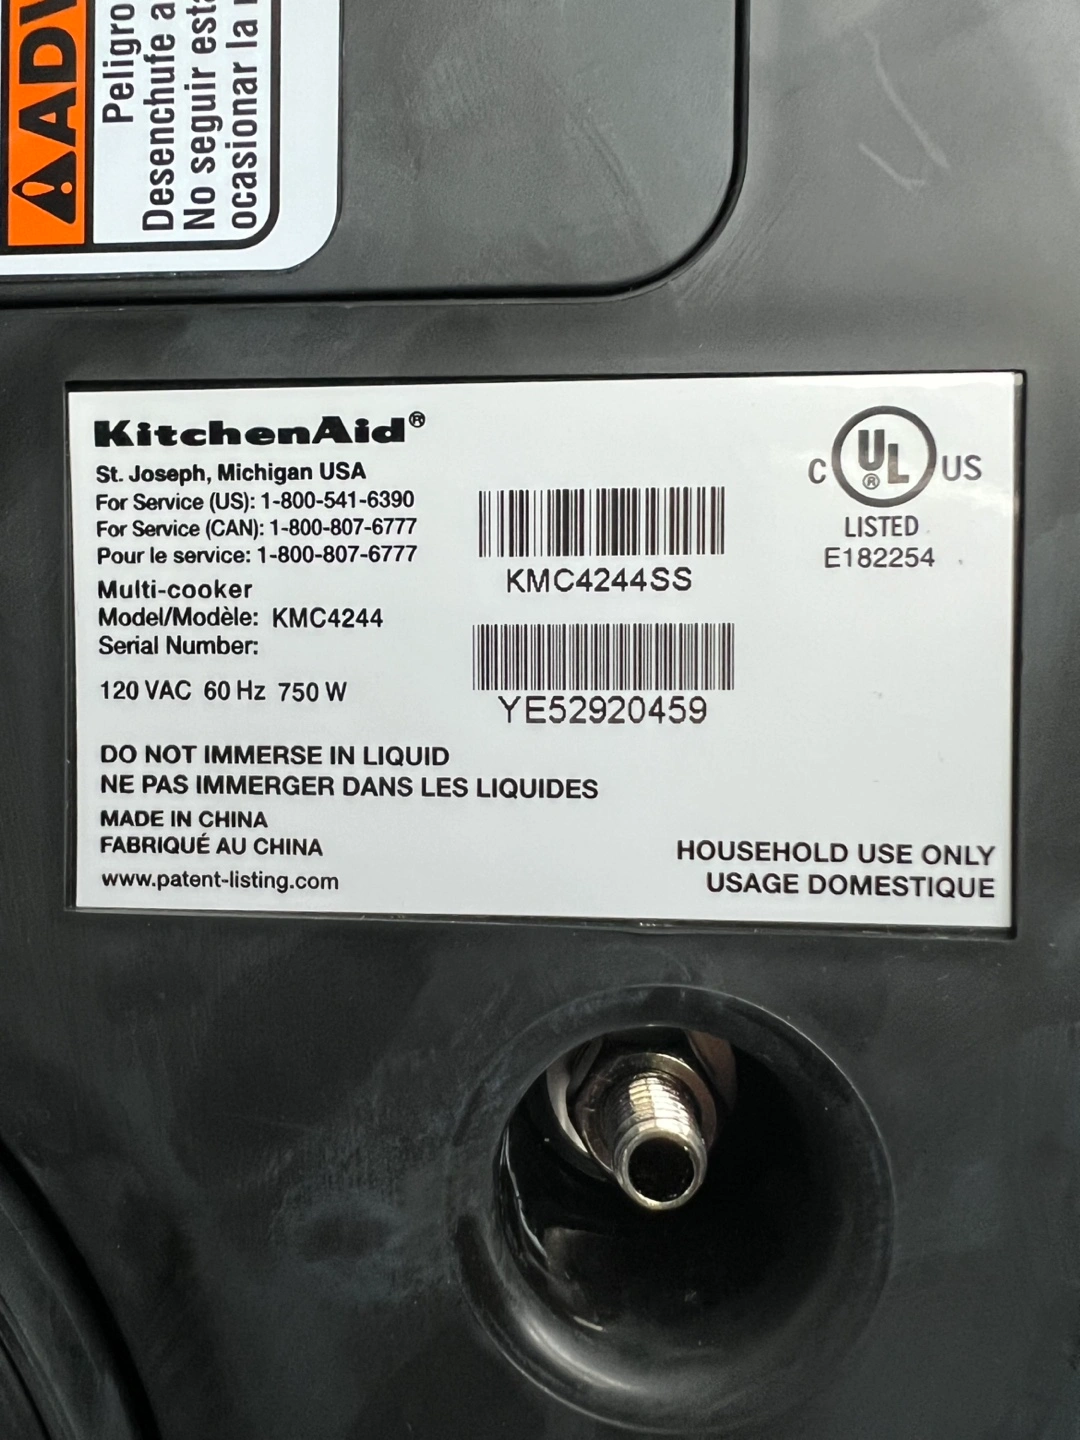 ADV
Peligro
Desenchufe a
No seguir est
ocasionar la
KitchenAid®
St. Joseph, Michigan USA
For Service (US): 1-800-541-6390
For Service (CAN): 1-800-807-6777
Pour le service: 1-800-807-6777
Multi-cooker
Model/Modèle: KMC4244
Serial Number:
120 VAC 60 Hz 750 W
KMC4244SS
YE52920459
C UL® US
LISTED
E182254
DO NOT IMMERSE IN LIQUID
NE PAS IMMERGER DANS LES LIQUIDES
MADE IN CHINA
FABRIQUÉ AU CHINA
www.patent-listing.com
HOUSEHOLD USE ONLY
USAGE DOMESTIQUE